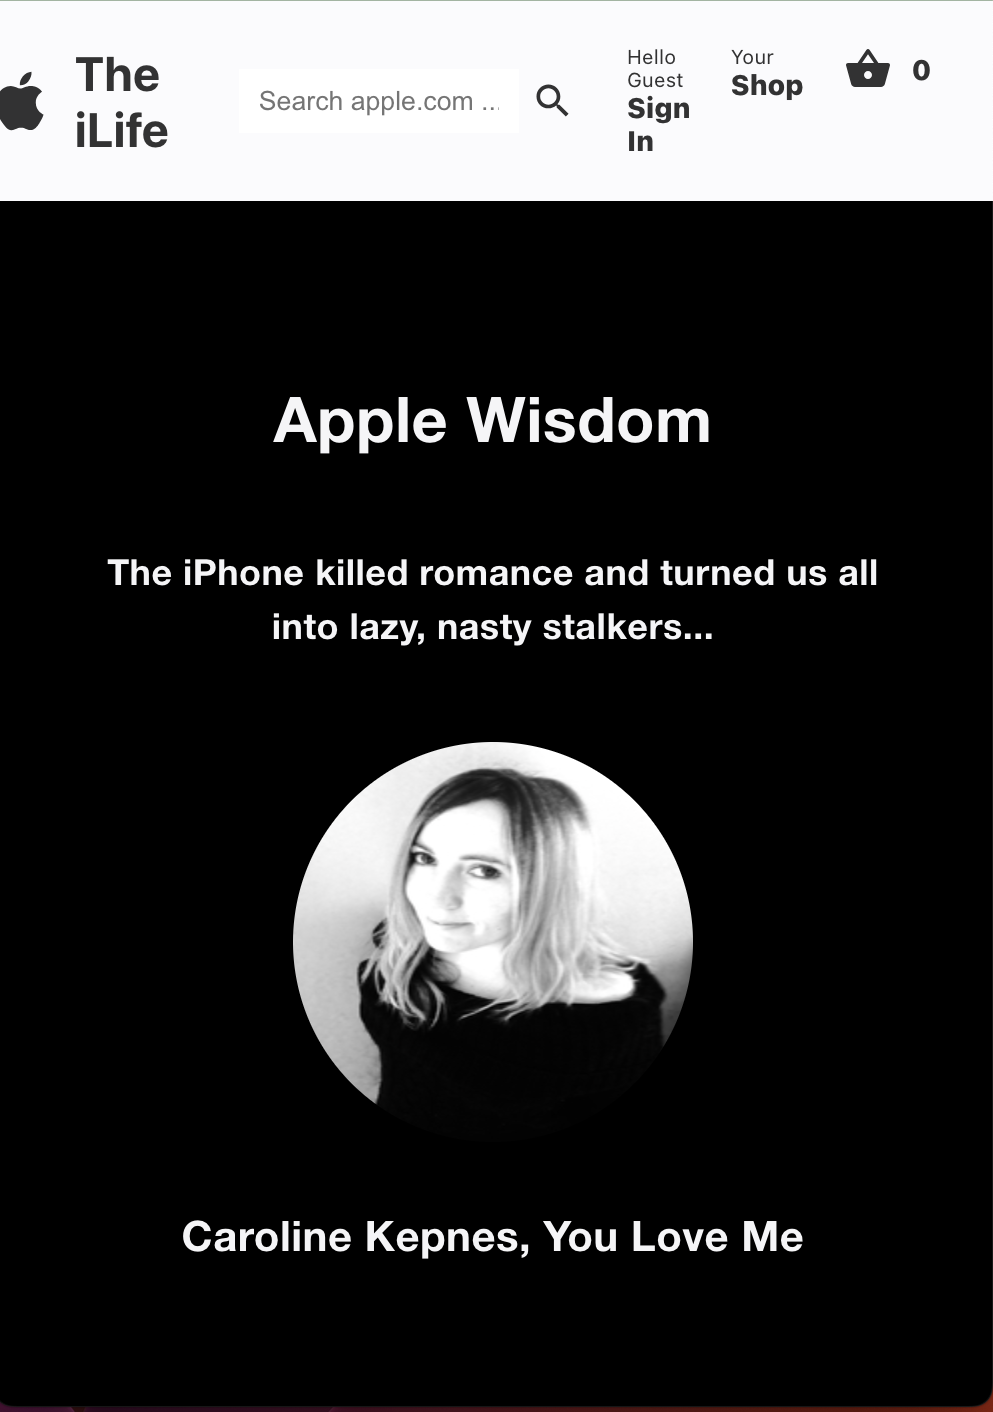 The
iLife
Search apple.com ...
Hello
Guest
Sign
In
Your
Shop
0
Apple Wisdom
The iPhone killed romance and turned us all
into lazy, nasty stalkers...
Caroline Kepnes, You Love Me